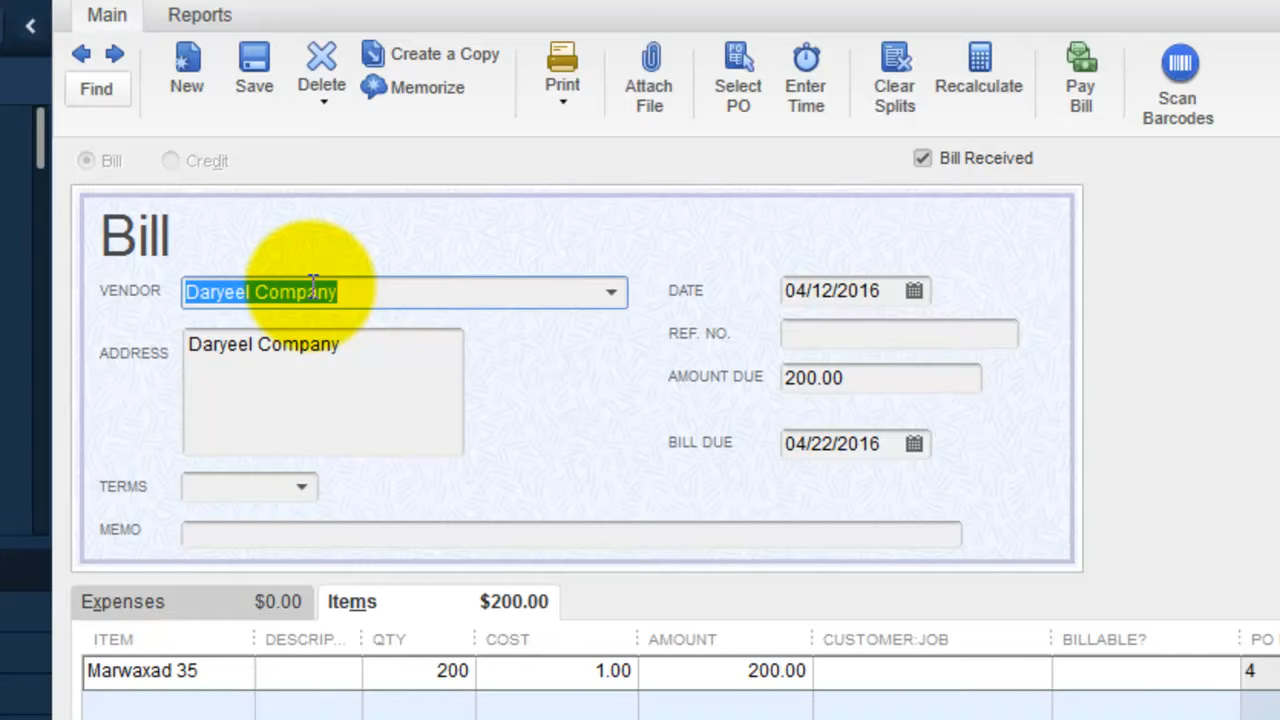 Main Reports
Find New Save Delete Create a Copy Memorize Print Attach File Select PO Enter Time Clear Splits Recalculate Pay Bill Scan Barcodes
Bill Credit Bill Received
Bill
VENDOR Daryeel Company DATE 04/12/2016
ADDRESS Daryeel Company REF. NO.
AMOUNT DUE 200.00
BILL DUE 04/22/2016
TERMS
MEMO
Expenses $0.00 Items $200.00
ITEM DESCRIP... QTY COST AMOUNT CUSTOMER:JOB BILLABLE? PO
Marwaxad 35 200 1.00 200.00 4